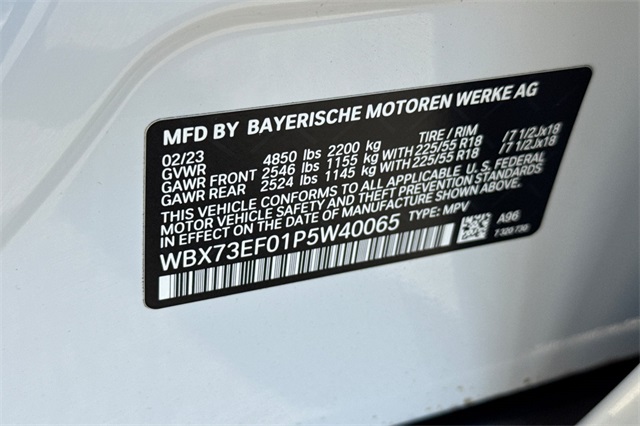 MFD BY BAYERISCHE MOTOREN WERKE AG
02/23 TIRE / RIM
GVWR 4850 lbs 2200 kg
GAWR FRONT 2546 lbs 1155 kg WITH 225/55 R18 /7 1/2Jx18
GAWR REAR 2524 lbs 1145 kg WITH 225/55 R18 /7 1/2Jx18
THIS VEHICLE CONFORMS TO ALL APPLICABLE U. S. FEDERAL
MOTOR VEHICLE SAFETY AND THEFT PREVENTION STANDARDS
IN EFFECT ON THE DATE OF MANUFACTURE SHOWN ABOVE.
WBX73EF01P5W40065 TYPE: MPV
A96
7 320 730